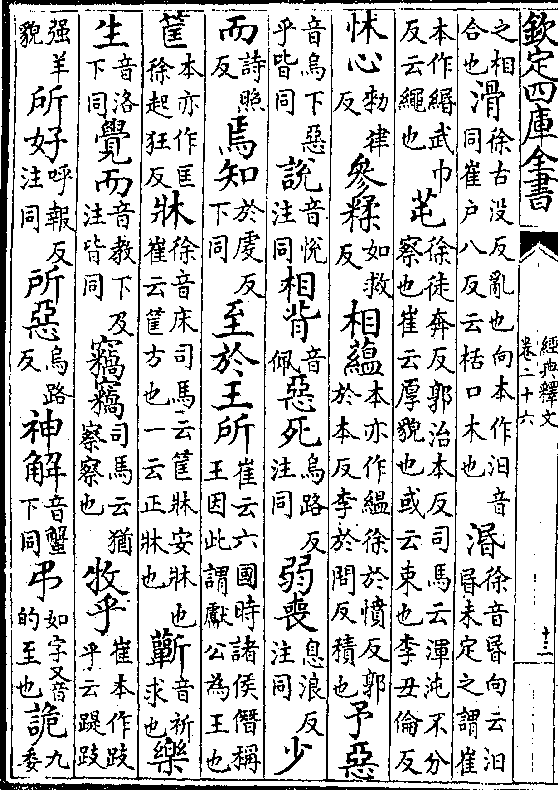 欽定四庫全書
經典釋文
卷二十六
十三
之相合也滑徐古没反亂也向本作汨音同崔戶八反云栝口木也湣徐音昬向云汨昬未定之謂崔
本作緡武巾反云繩也芚徐徒奔反郭治本反司馬云渾沌不分察也崔云厚貌也或云束也李丑倫反
怵心勑律反參糅如救反相藴本亦作緼徐於憤反郭於本反李於問反積也予惡
音烏下惡乎皆同說音悅注同相背音佩惡死烏路反注同弱喪息浪反注同少
而詩照反焉知於虔反下同至於王所崔云六國時諸侯僭稱王因此謂獻公為王也
筐本亦作匡徐起狂反牀徐音床司馬云筐牀安牀也崔云筐方也一云正牀也蘄音祈求也樂
生音洛下同覺而音教下及注皆同竊竊司馬云猶察察也牧乎崔本作跂乎云踶跂
强羊貌所好呼報反注同所惡烏路反神解音蟹下同弔如字又音的至也詭九委